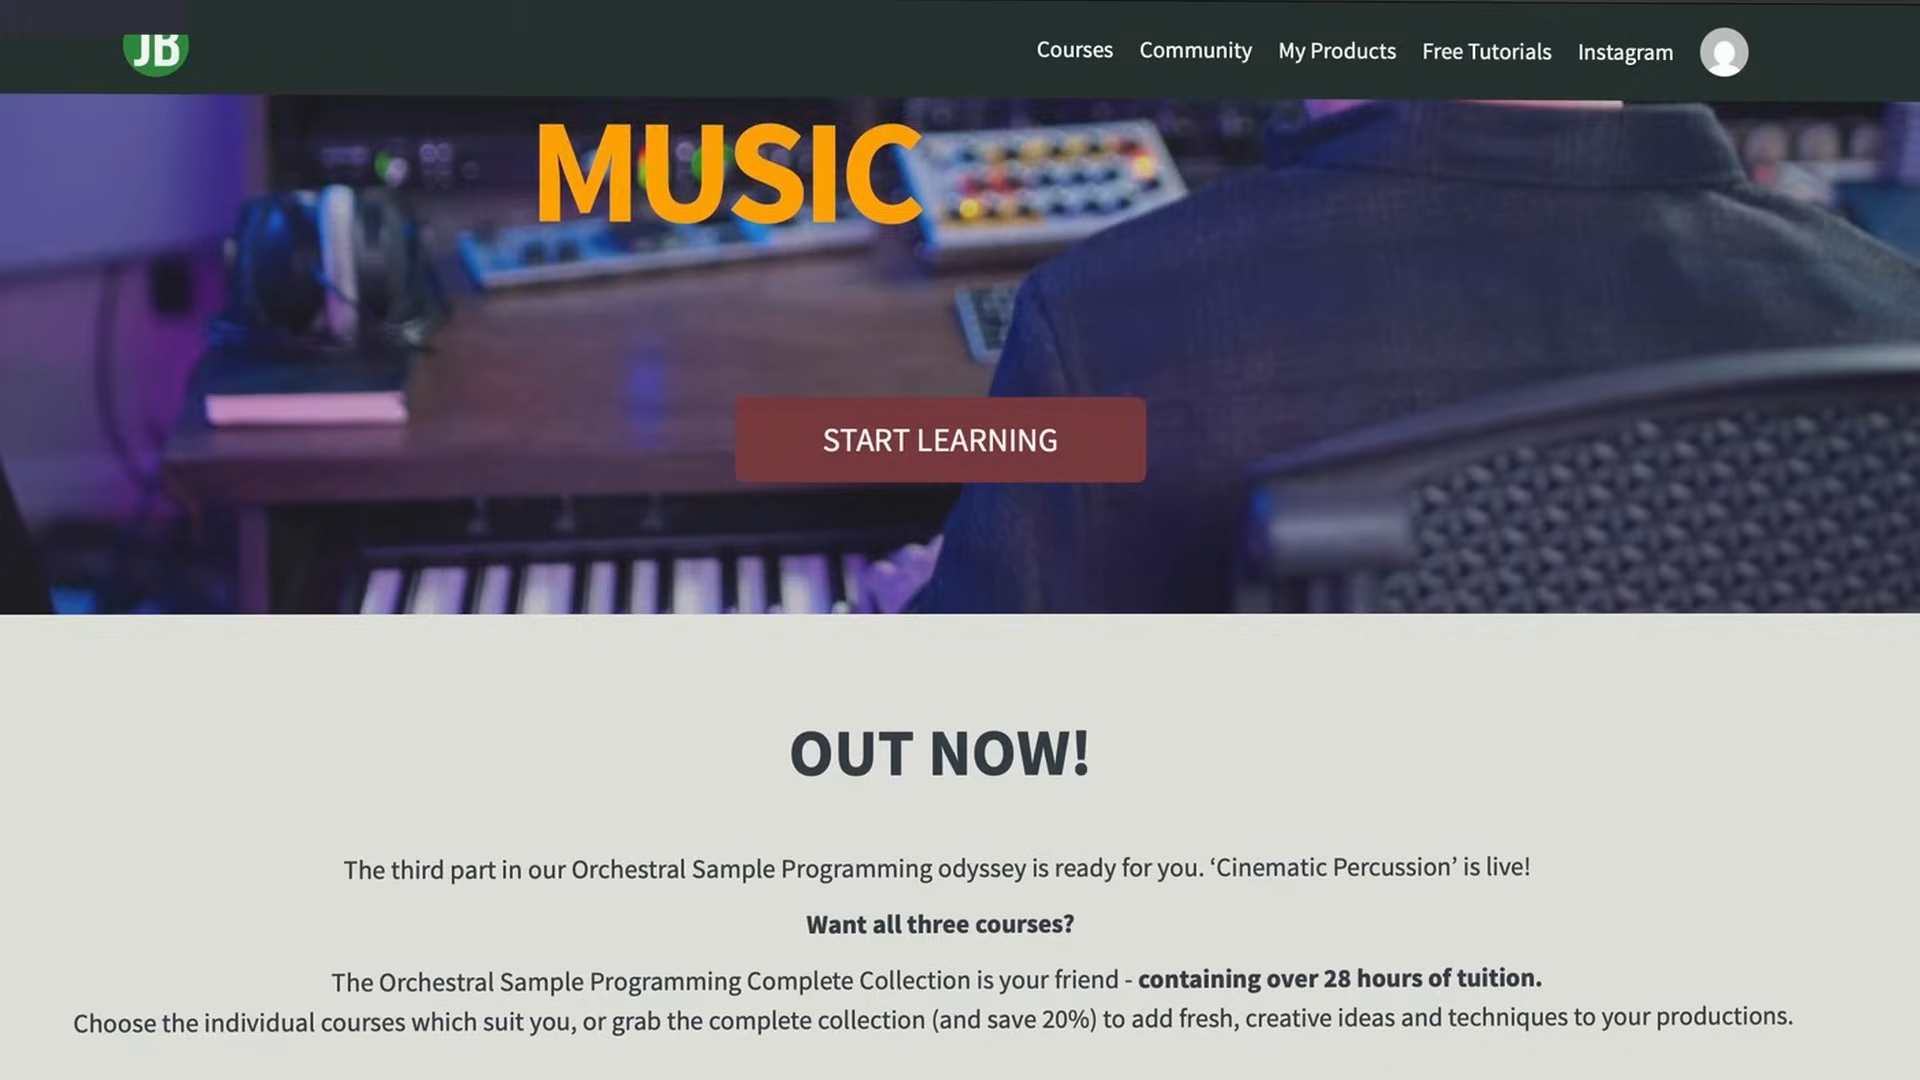 JB
Courses Community My Products Free Tutorials Instagram
MUSIC
START LEARNING
OUT NOW!
The third part in our Orchestral Sample Programming odyssey is ready for you. ‘Cinematic Percussion’ is live!
Want all three courses?
The Orchestral Sample Programming Complete Collection is your friend - containing over 28 hours of tuition.
Choose the individual courses which suit you, or grab the complete collection (and save 20%) to add fresh, creative ideas and techniques to your productions.